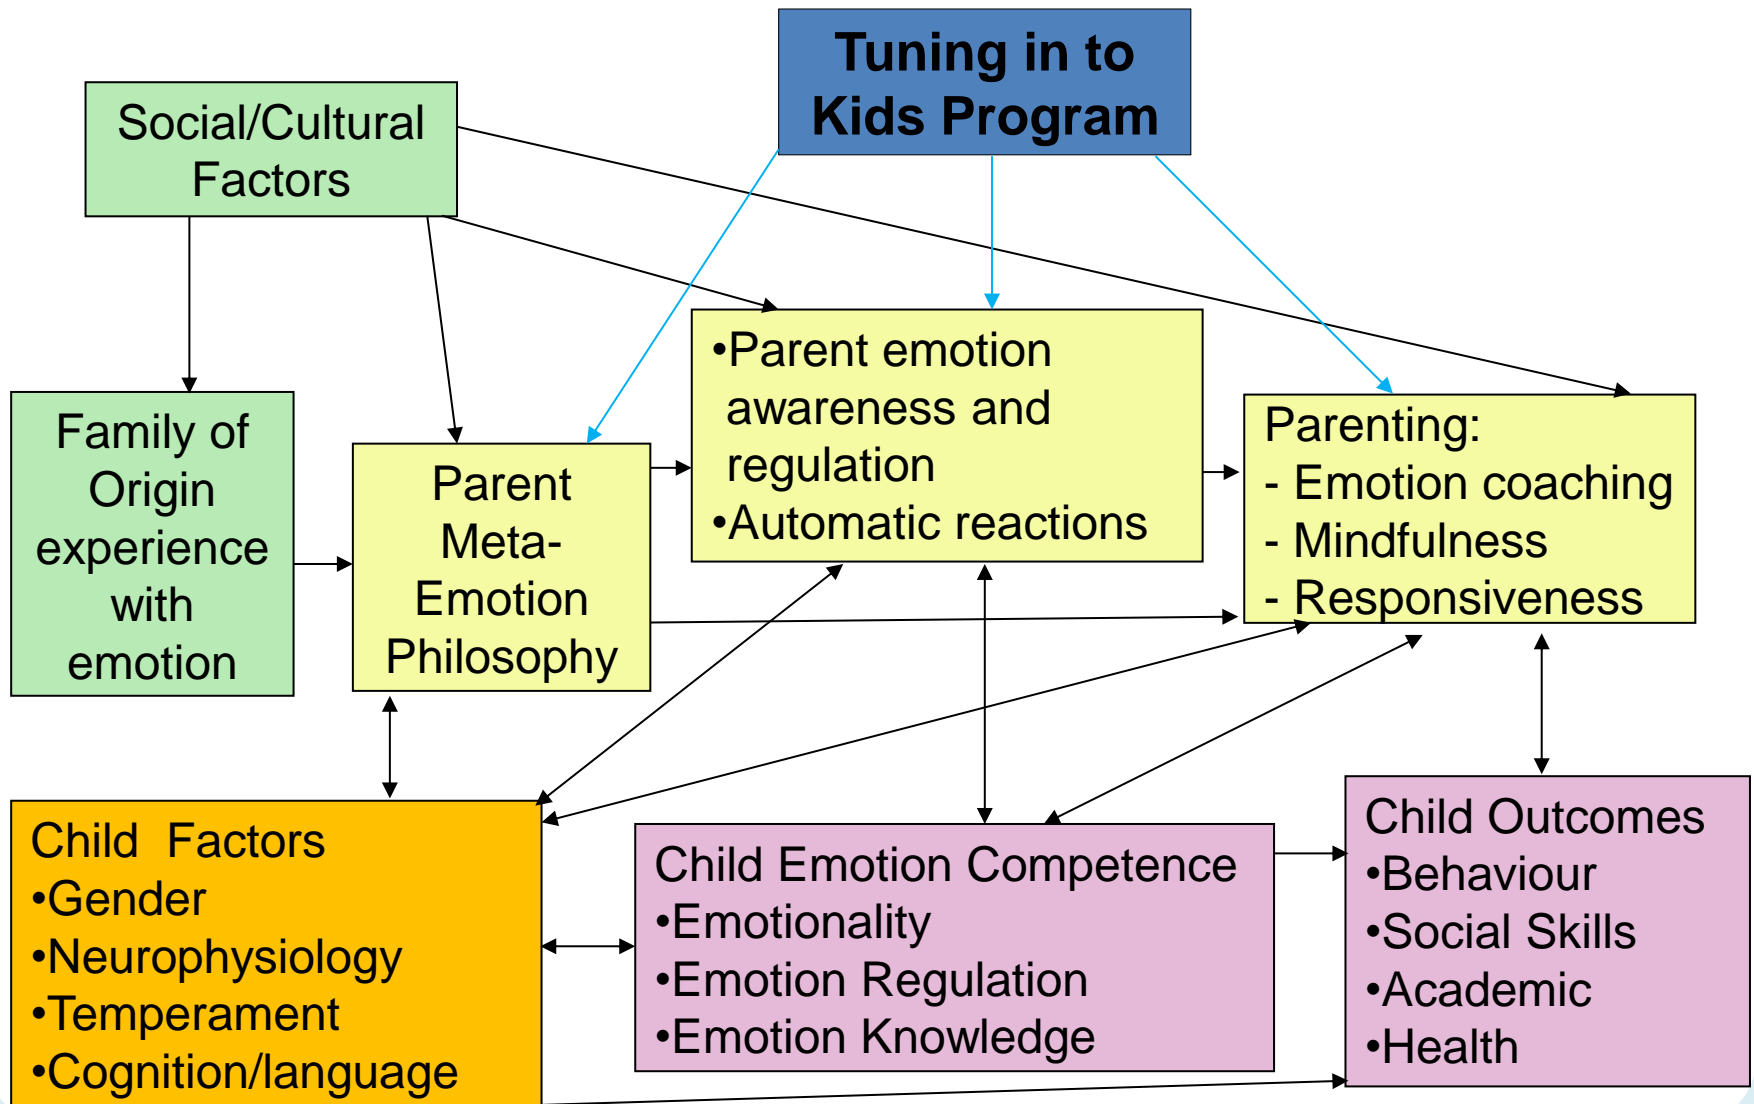 Tuning in to
Kids Program
Social/Cultural
Factors
Family of
Origin
experience
with
emotion
Parent
Meta-
Emotion
Philosophy
•Parent emotion
awareness and
regulation
•Automatic reactions
Parenting:
- Emotion coaching
- Mindfulness
- Responsiveness
Child  Factors
•Gender
•Neurophysiology
•Temperament
•Cognition/language
Child Emotion Competence
•Emotionality
•Emotion Regulation
•Emotion Knowledge
Child Outcomes
•Behaviour
•Social Skills
•Academic
•Health